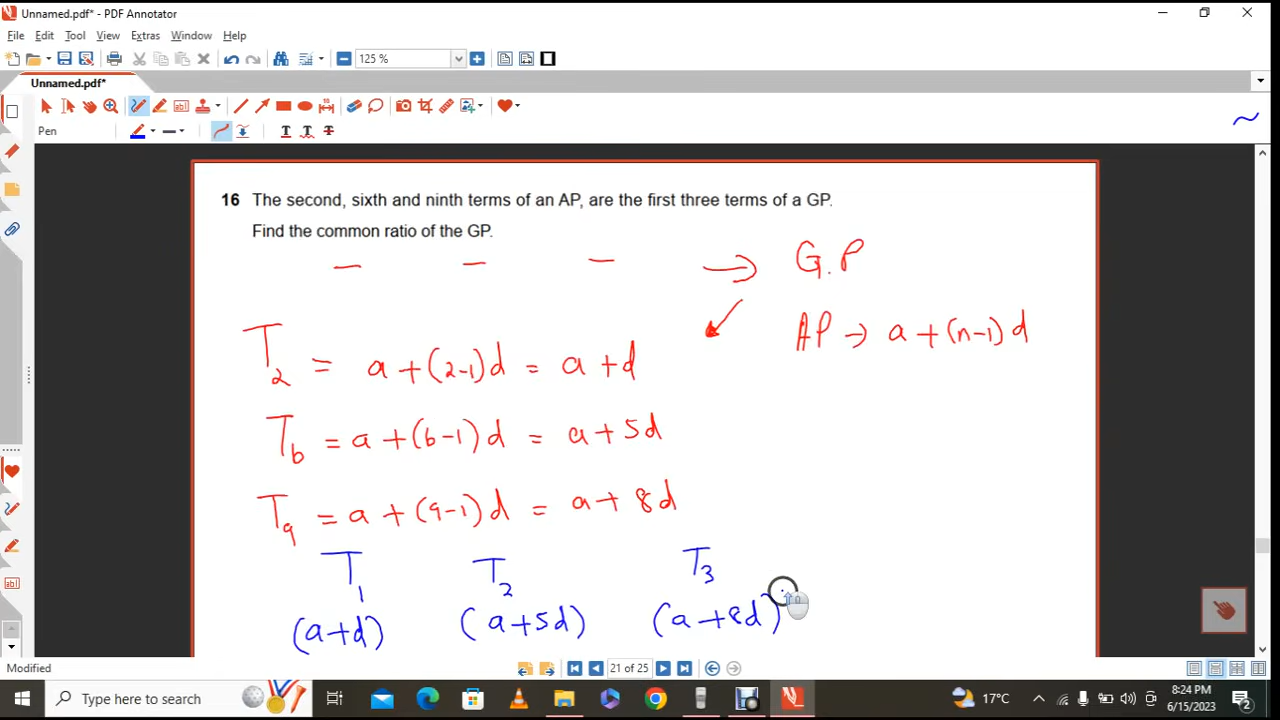 Unnamed.pdf* - PDF Annotator
File Edit Tool View Extras Window Help
125 %
Unnamed.pdf*
Pen
T T T
16 The second, sixth and ninth terms of an AP, are the first three terms of a GP.
Find the common ratio of the GP.
_ _ _ → G.P
AP → a + (n-1) d
T2 = a + (2-1)d = a + d
T6 = a + (6-1) d = a + 5d
T9 = a + (9-1) d = a + 8d
T1 T2 T3
(a+d) (a+5d) (a+8d)
Modified
21 of 25
Type here to search
17°C
8:24 PM
6/15/2023
2